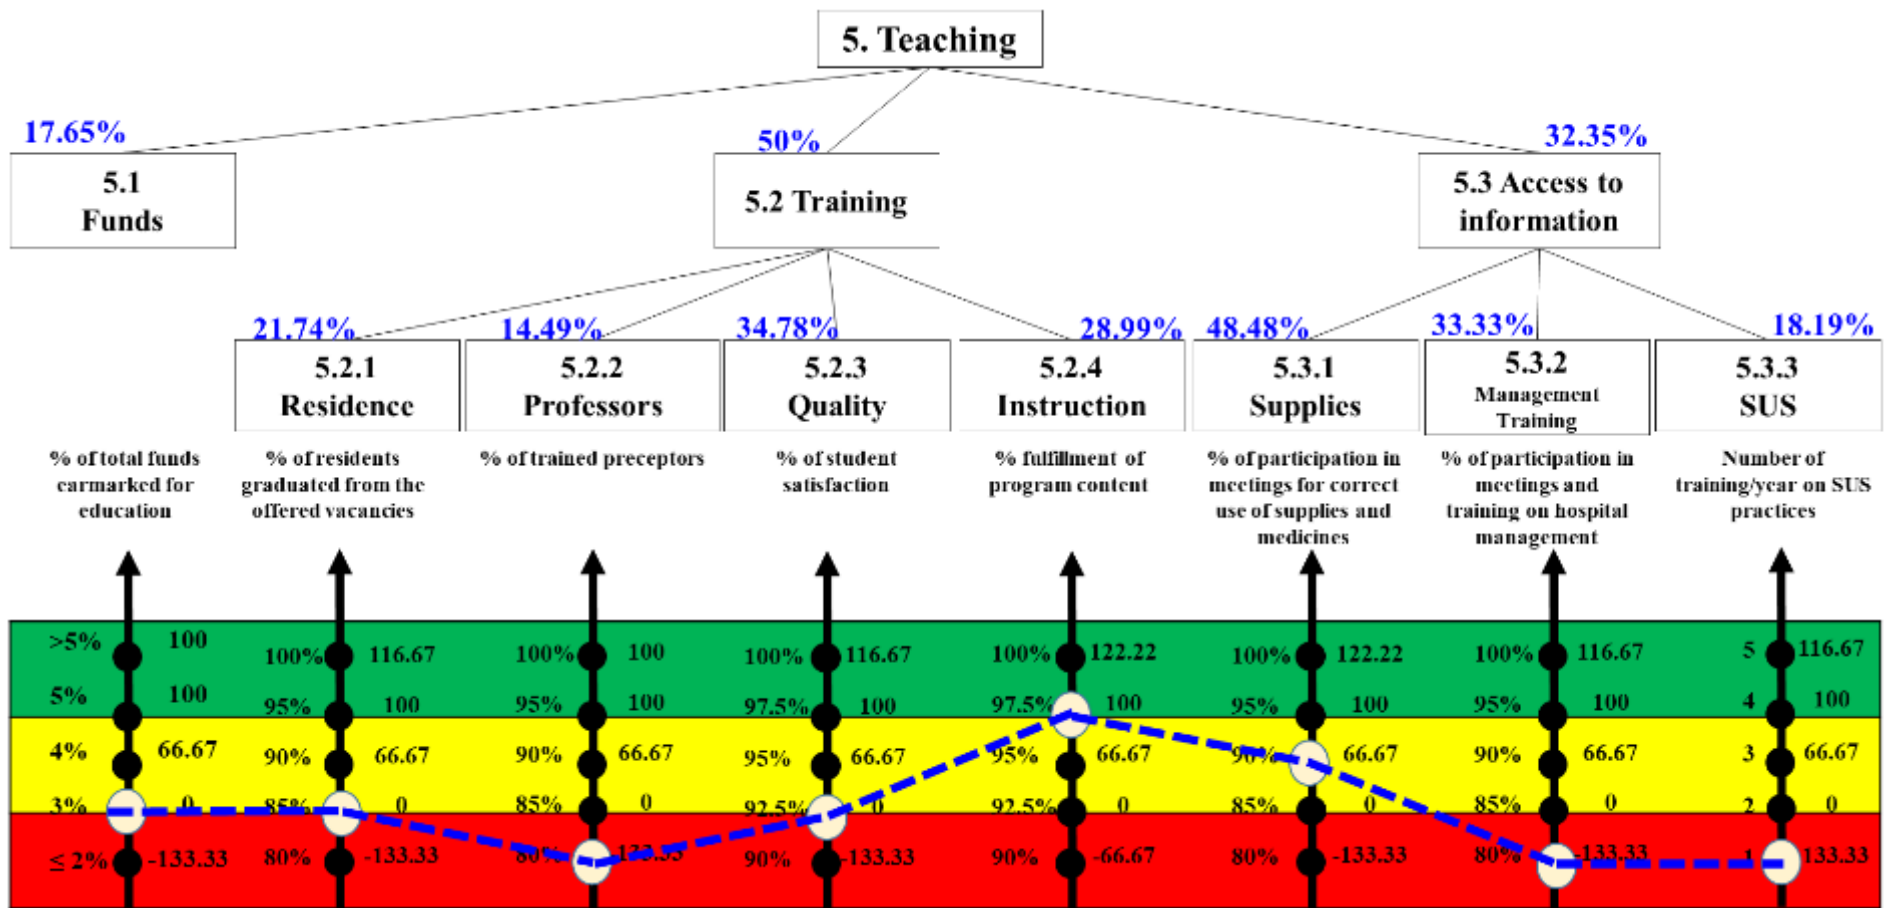 5. Teaching
17.65%
50%
32.35%
5.1
Funds
5.2 Training
5.3 Access to
information
21.74%
14.49%
34.78%
28.99%
48.48%
33.33%
18.19%
5.2.1
Residence
5.2.2
Professors
5.2.3
Quality
5.2.4
Instruction
5.3.1
Supplies
5.3.2
Management
Training
5.3.3
SUS
% of total funds
earmarked for
education
% of residents
graduated from the
offered vacancies
% of trained preceptors
% of student
satisfaction
% fulfillment of
program content
% of participation in
meetings for correct
use of supplies and
medicines
% of participation in
meetings and
training on hospital
management
Number of
training/year on SUS
practices
>5% 100
100% 116.67
100% 100
100% 116.67
100% 122.22
100% 122.22
100% 116.67
5 116.67
5% 100
95% 100
95% 100
97.5% 100
97.5% 100
95% 100
95% 100
4 100
4% 66.67
90% 66.67
90% 66.67
95% 66.67
95% 66.67
90% 66.67
90% 66.67
3 66.67
3% 0
85% 0
85% 0
92.5% 0
92.5% 0
85% 0
85% 0
2 0
≤ 2% -133.33
80% -133.33
80% 133.33
90% -133.33
90% -66.67
80% -133.33
80% -133.33
1 133.33